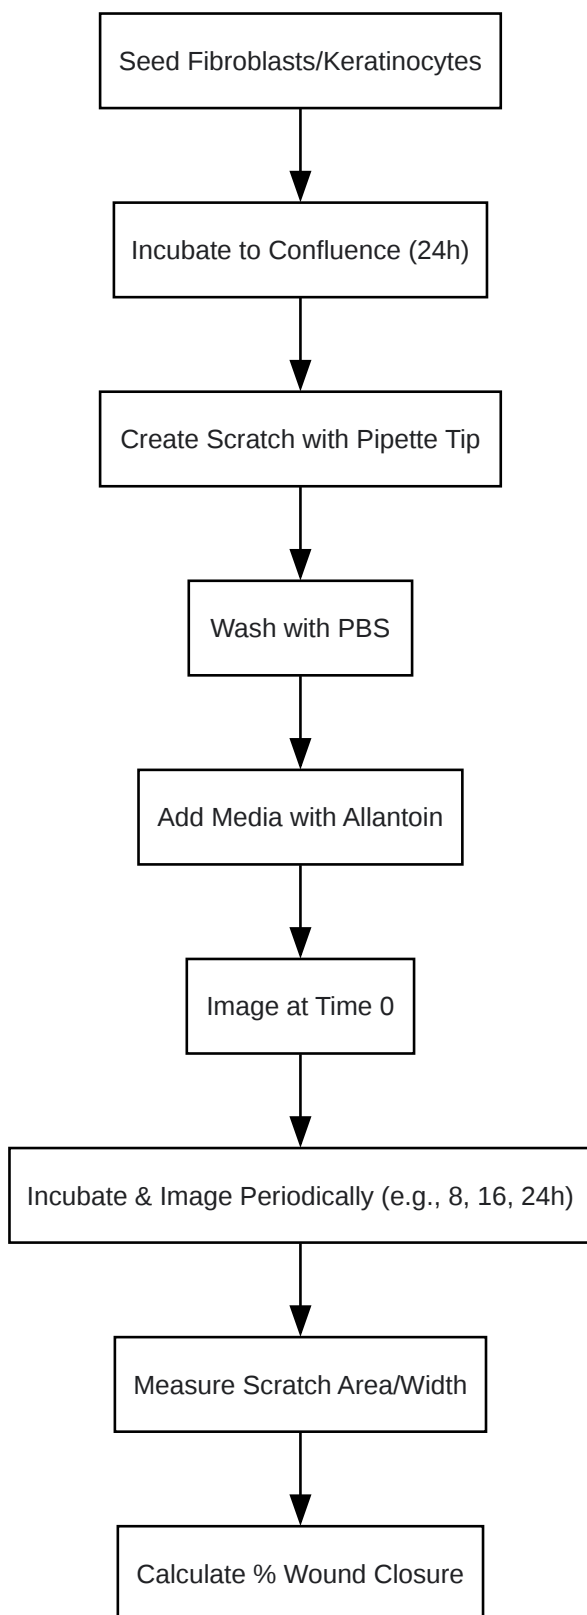 Seed Fibroblasts/Keratinocytes
Incubate to Confluence (24h)
Create Scratch with Pipette Tip
Wash with PBS
Add Media with Allantoin
Image at Time 0
Incubate & Image Periodically (e.g., 8, 16, 24h)
Measure Scratch Area/Width
Calculate % Wound Closure